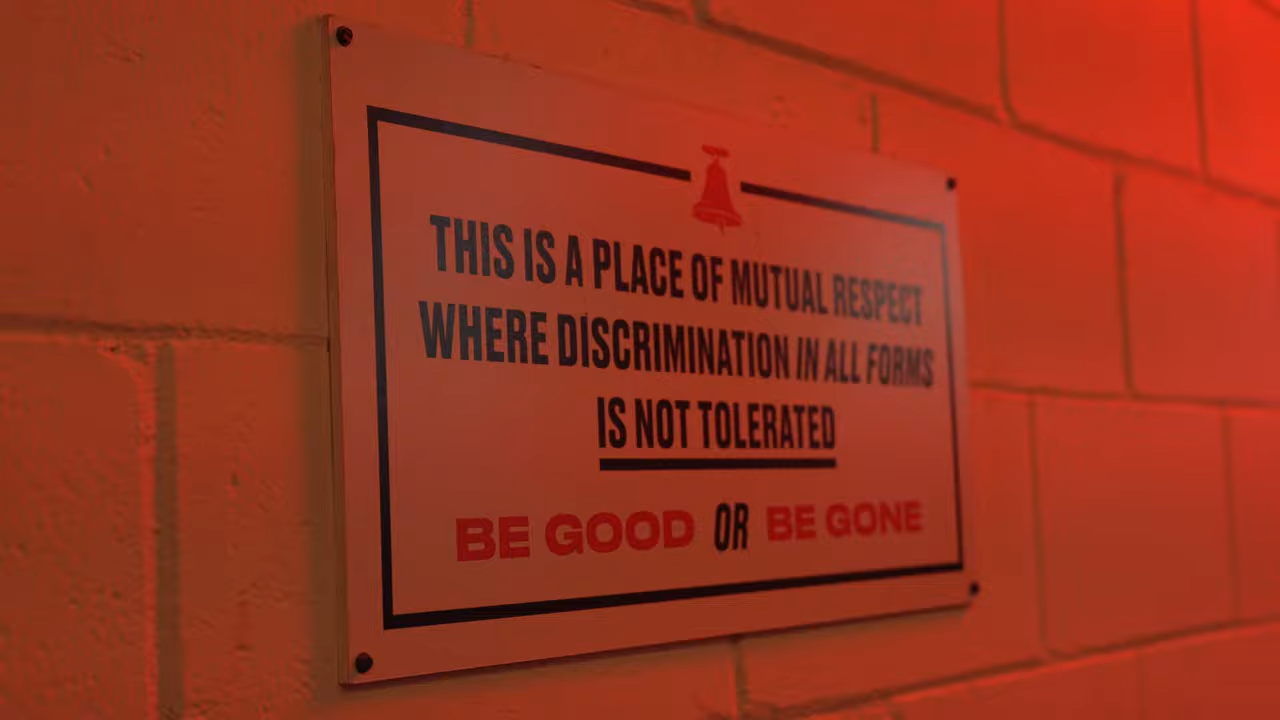 THIS IS A PLACE OF MUTUAL RESPECT
WHERE DISCRIMINATION IN ALL FORMS
IS NOT TOLERATED
BE GOOD OR BE GONE